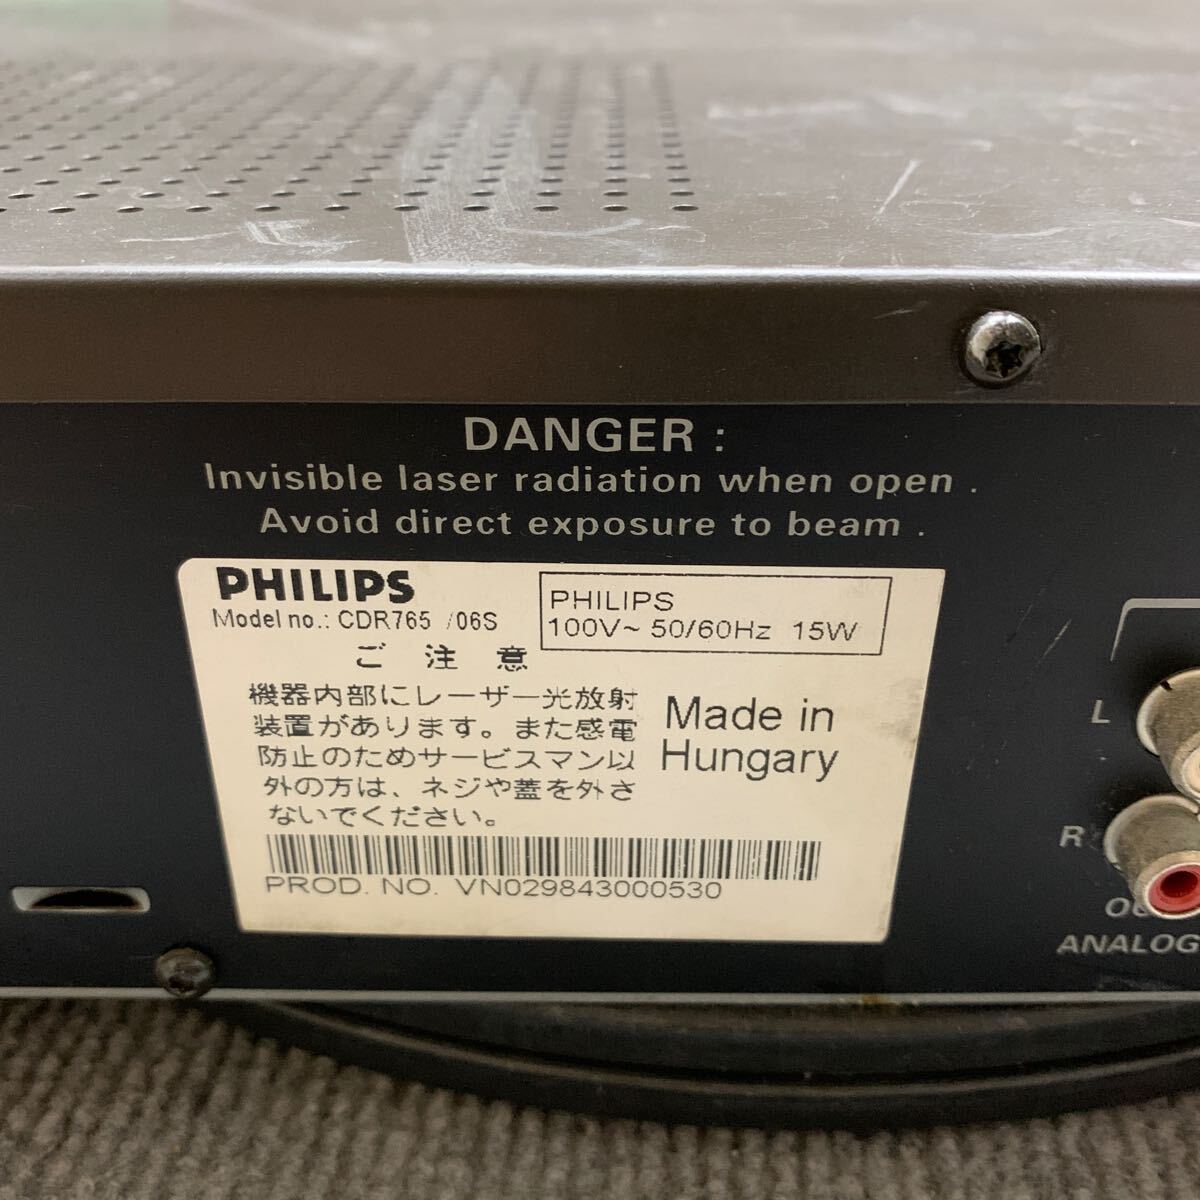 DANGER :
Invisible laser radiation when open .
Avoid direct exposure to beam .
PHILIPS
Model no.: CDR765 /06S
PHILIPS
100V~ 50/60Hz 15W
ご 注 意
機器内部にレーザー光放射
装置があります。また感電
防止のためサービスマン以
外の方は、ネジや蓋を外さ
ないでください。
Made in
Hungary
PROD. NO. VN029843000530
L
R
ANALOG